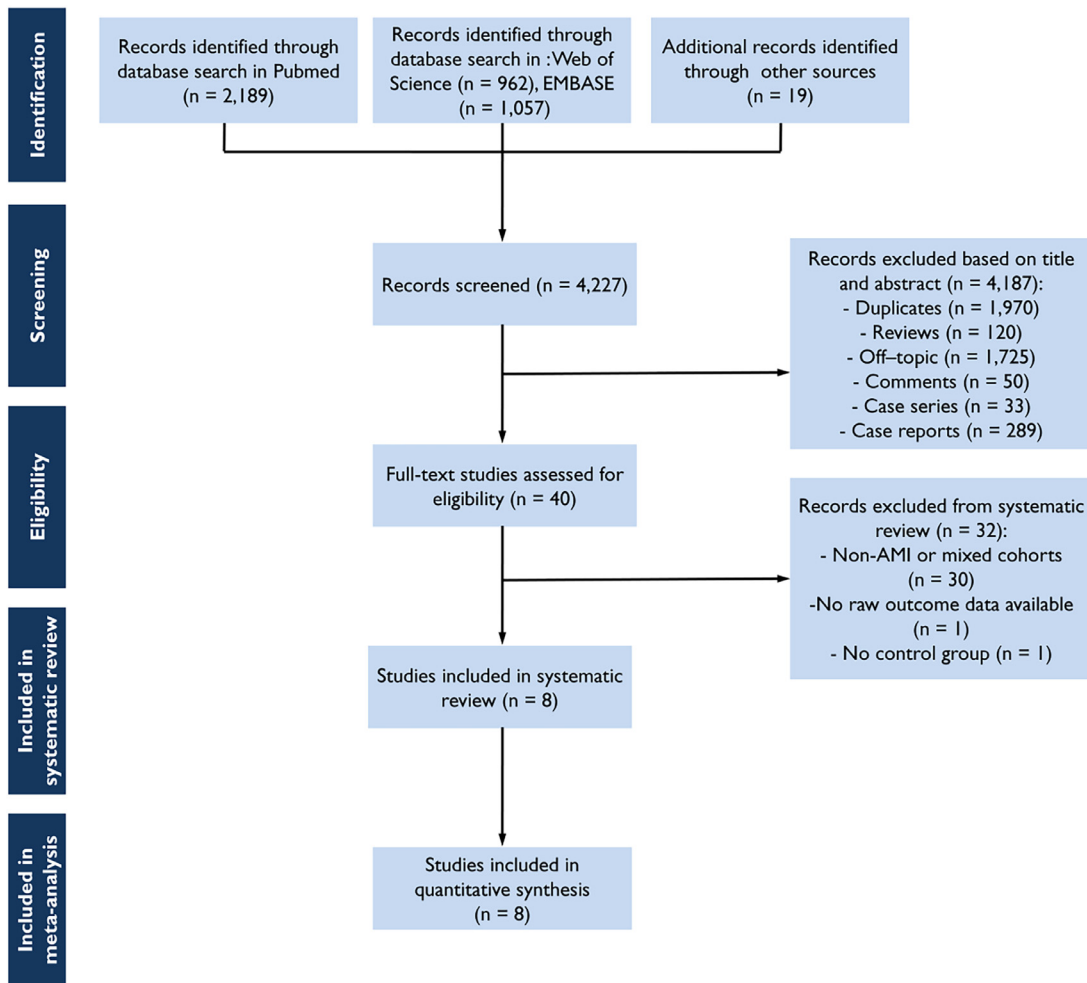 Identification
Records identified through
database search in Pubmed
(n = 2,189)
Records identified through
database search in : Web of
Science (n = 962), EMBASE
(n = 1,057)
Additional records identified
through other sources
(n = 19)
Screening
Records screened (n = 4,227)
Records excluded based on title
and abstract (n = 4,187):
- Duplicates (n = 1,970)
- Reviews (n = 120)
- Off–topic (n = 1,725)
- Comments (n = 50)
- Case series (n = 33)
- Case reports (n = 289)
Eligibility
Full-text studies assessed for
eligibility (n = 40)
Records excluded from systematic
review (n = 32):
- Non-AMI or mixed cohorts
(n = 30)
-No raw outcome data available
(n = 1)
- No control group (n = 1)
Included in
systematic review
Studies included in systematic
review (n = 8)
Included in
meta-analysis
Studies included in
quantitative synthesis
(n = 8)